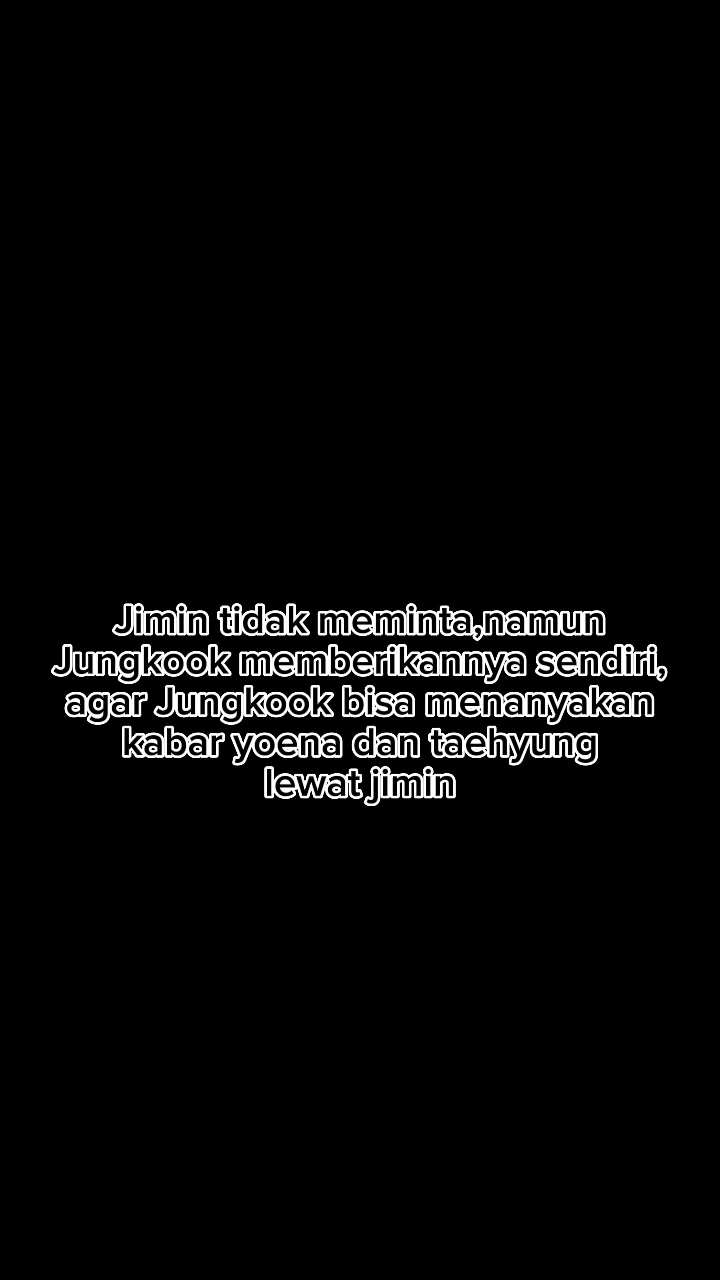 Jimin tidak meminta,namun
Jungkook memberikannya sendiri,
agar Jungkook bisa menanyakan
kabar yoena dan taehyung
lewat jimin